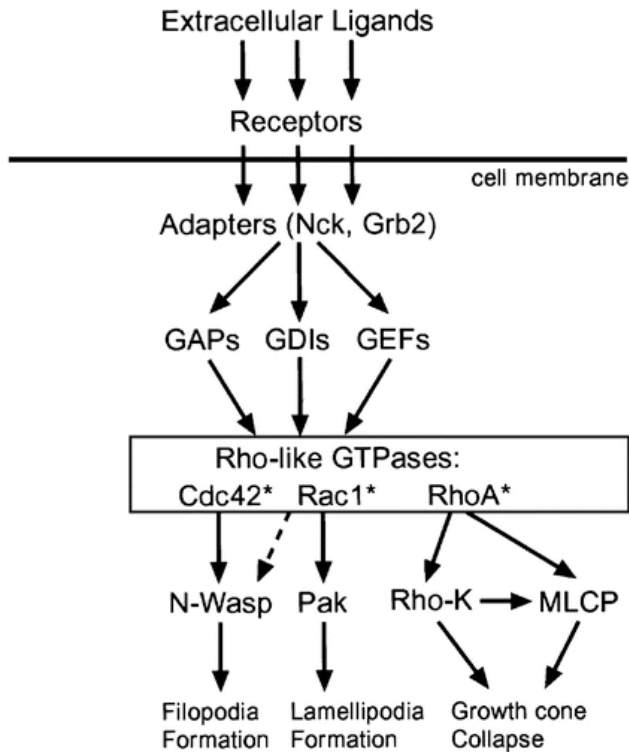 Extracellular Ligands
Receptors
cell membrane
Adapters (Nck, Grb2)
GAPs GDIs GEFs
Rho-like GTPases:
Cdc42* Rac1* RhoA*
N-Wasp Pak Rho-K MLCP
Filopodia Lamellipodia Growth cone
Formation Formation Collapse